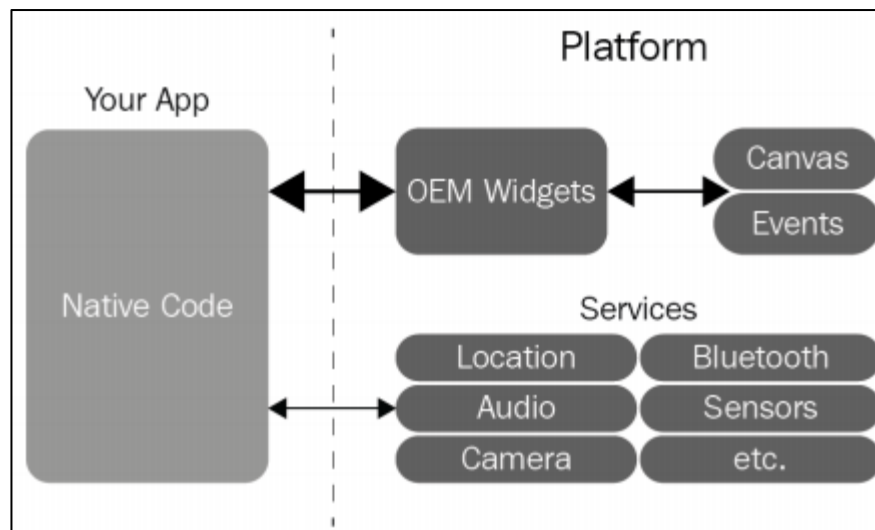 Platform
Your App
Native Code
OEM Widgets
Canvas
Events
Services
Location
Bluetooth
Audio
Sensors
Camera
etc.